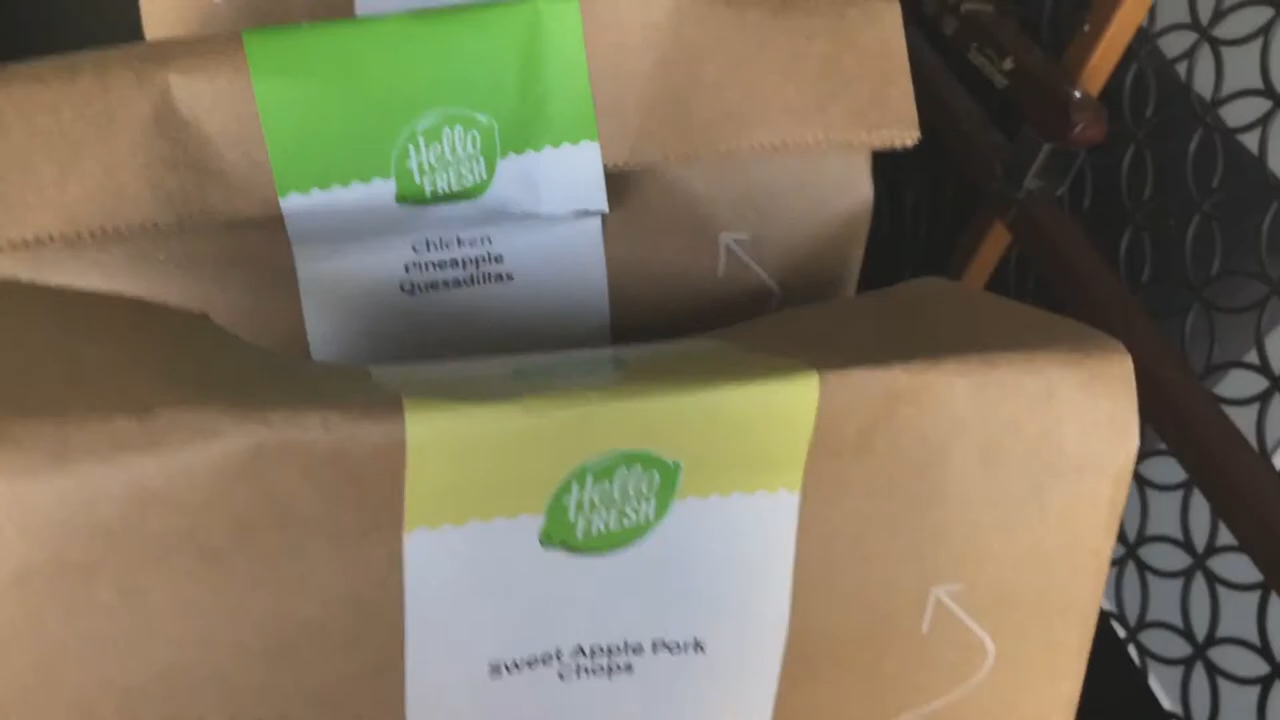 Hello
FRESH
Chicken
Pineapple
Quesadillas
Hello
FRESH
Sweet Apple Pork
Chops